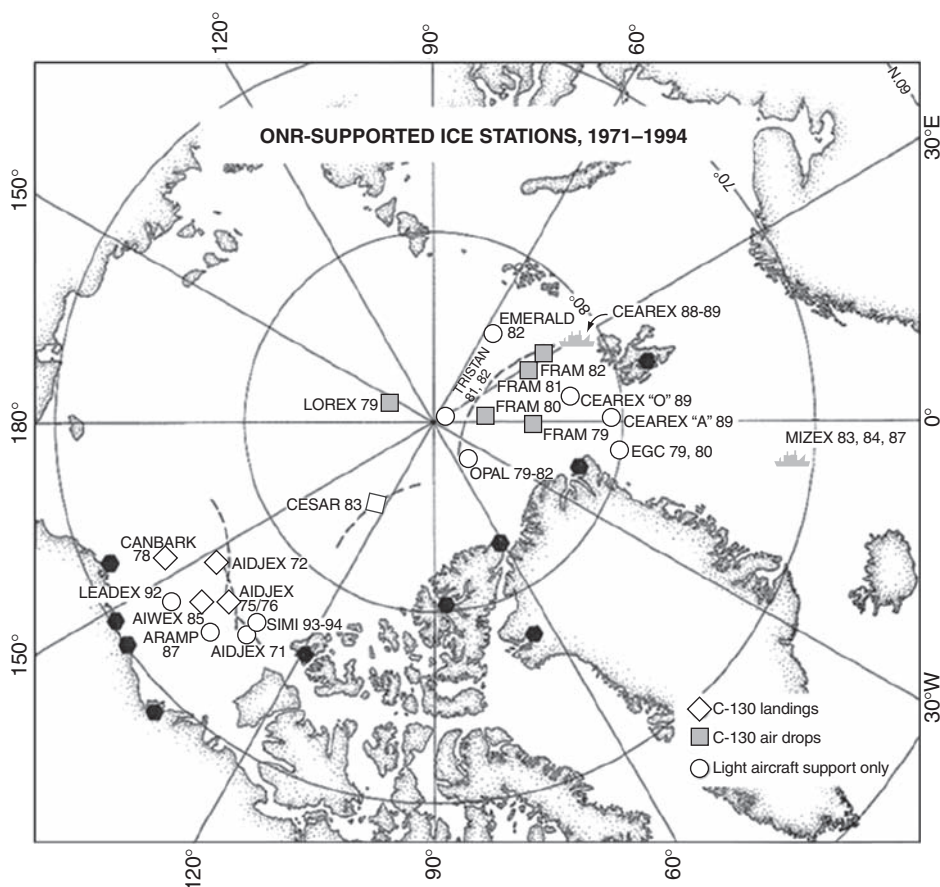 120°
90°
60°
60°N
ONR-SUPPORTED ICE STATIONS, 1971–1994
30°E
150°
70°
80°
CEAREX 88-89
EMERALD
82
TRISTAN
81, 82
FRAM 82
FRAM 81
LOREX 79
FRAM 80
CEAREX “O” 89
180°
0°
CEAREX “A” 89
FRAM 79
MIZEX 83, 84, 87
EGC 79, 80
OPAL 79-82
CESAR 83
CANBARK
78
AIDJEX 72
LEADEX 92
AIDJEX
75/76
AIWEX 85
SIMI 93-94
ARAMP
87
AIDJEX 71
150°
30°W
C-130 landings
C-130 air drops
Light aircraft support only
120°
90°
60°